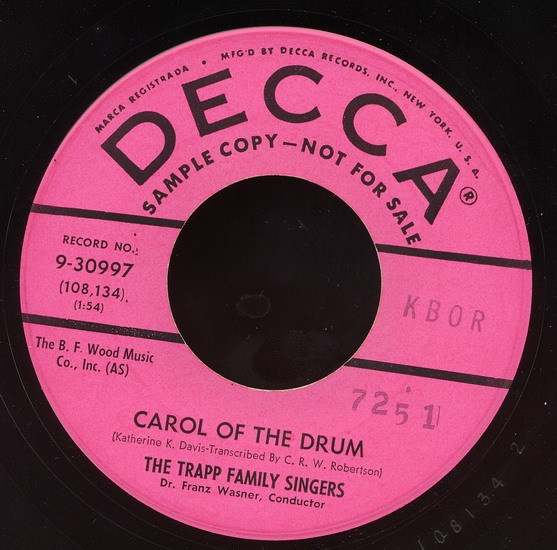 MARCA REGISTRADA • MFG'D BY DECCA RECORDS, INC., NEW YORK, U. S. A.
DECCA®
SAMPLE COPY—NOT FOR SALE
RECORD NO.:
9-30997
(108,134).
(1:54)
KBOR
The B. F. Wood Music
Co., Inc. (AS)
7251
CAROL OF THE DRUM
(Katherine K. Davis-Transcribed By C. R. W. Robertson)
THE TRAPP FAMILY SINGERS
Dr. Franz Wasner, Conductor
108134 2